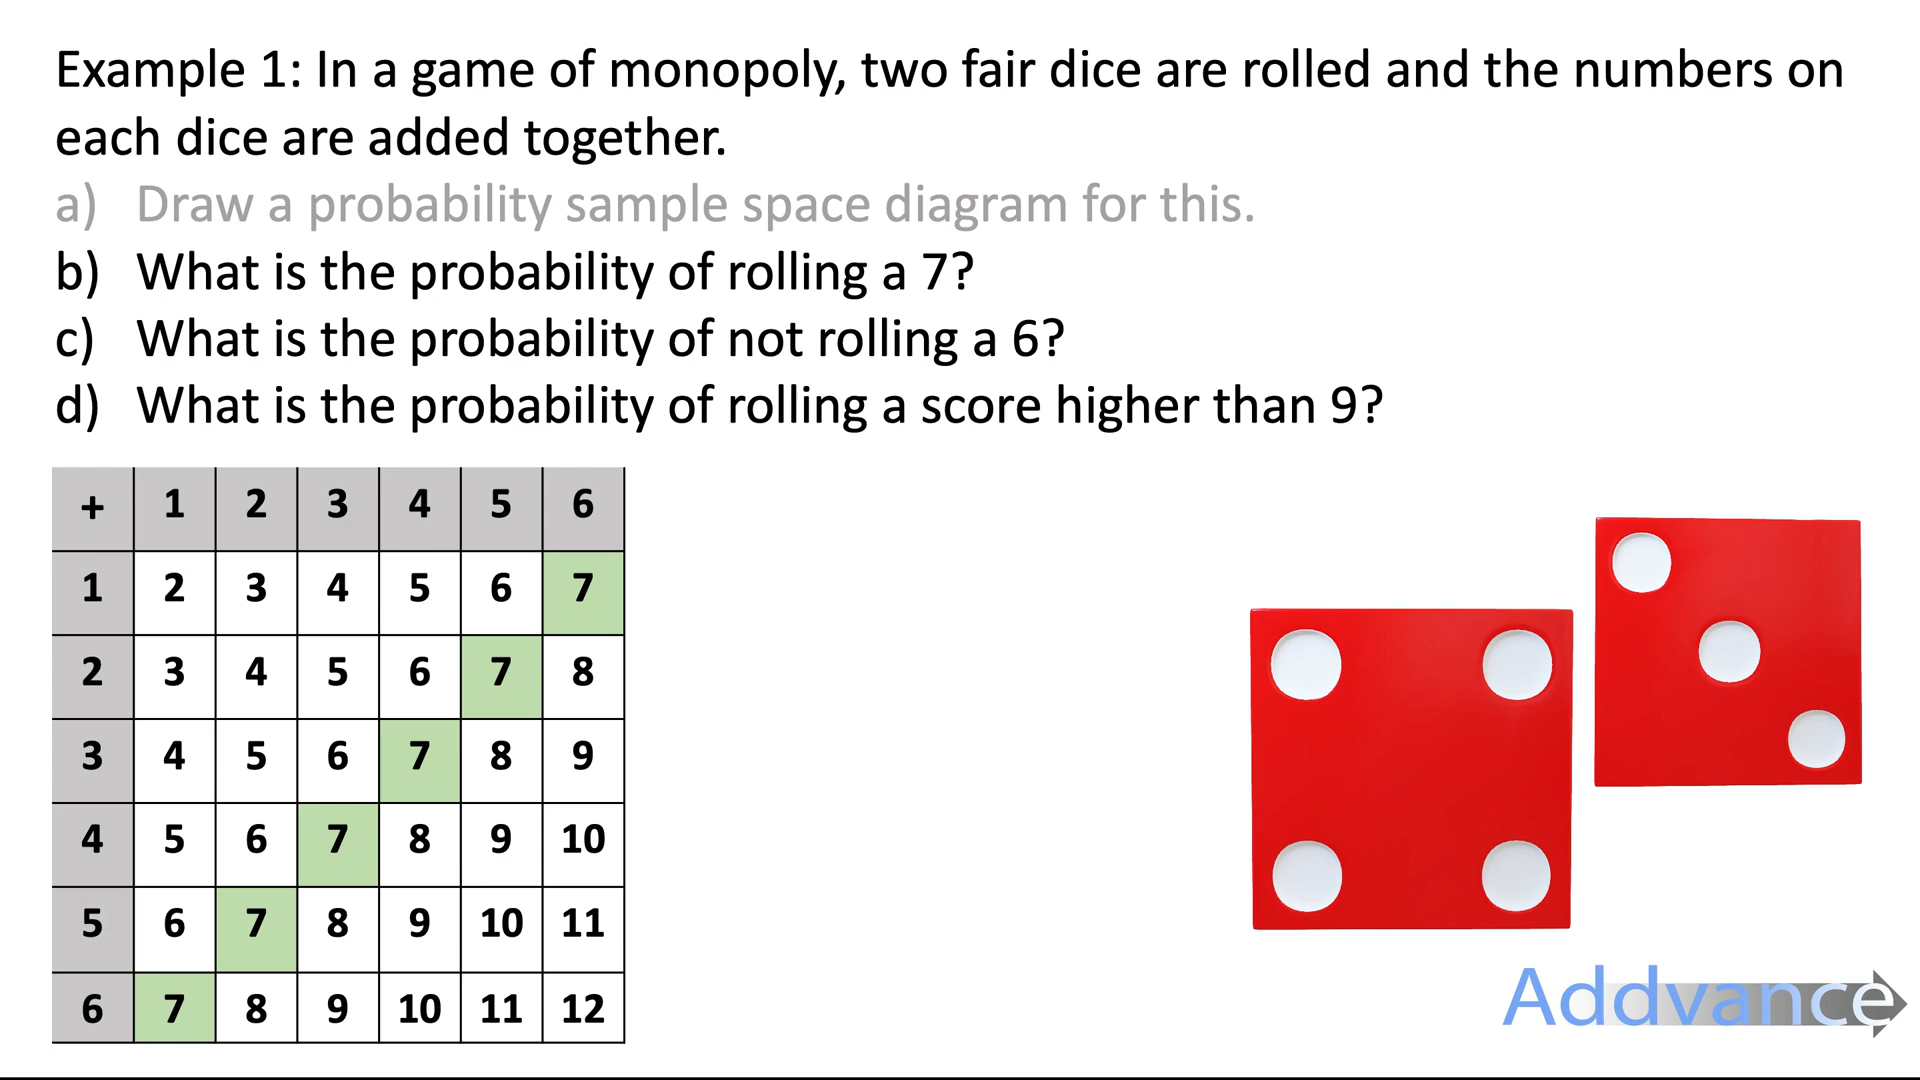 Example 1: In a game of monopoly, two fair dice are rolled and the numbers on
each dice are added together.
a) Draw a probability sample space diagram for this.
b) What is the probability of rolling a 7?
c) What is the probability of not rolling a 6?
d) What is the probability of rolling a score higher than 9?
+ 1 2 3 4 5 6
1 2 3 4 5 6 7
2 3 4 5 6 7 8
3 4 5 6 7 8 9
4 5 6 7 8 9 10
5 6 7 8 9 10 11
6 7 8 9 10 11 12
Addvance